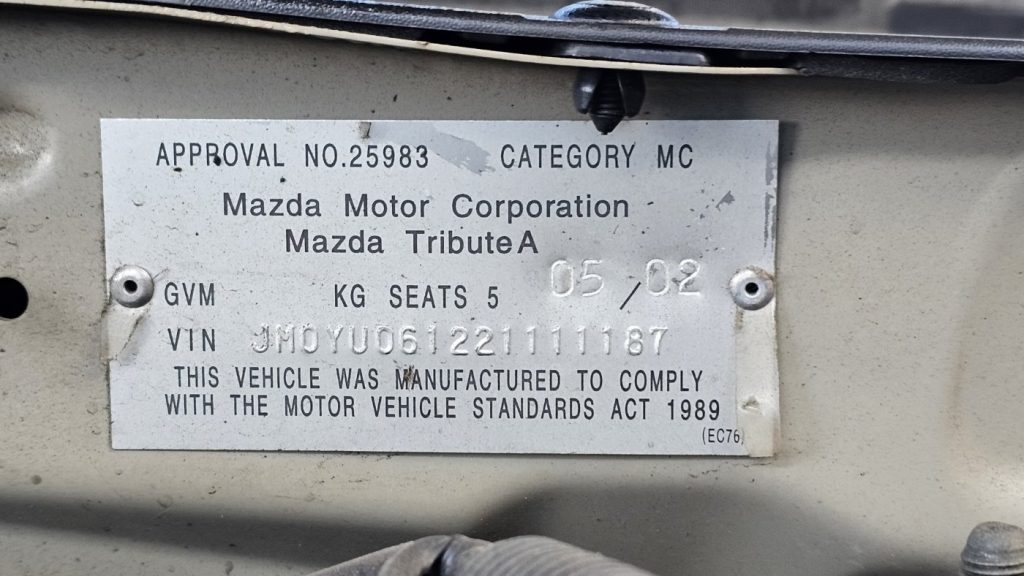 APPROVAL NO.25983 CATEGORY MC
Mazda Motor Corporation
Mazda Tribute A
05/02
GVM KG SEATS 5
VIN JM0YU061221111187
THIS VEHICLE WAS MANUFACTURED TO COMPLY
WITH THE MOTOR VEHICLE STANDARDS ACT 1989
(EC76)